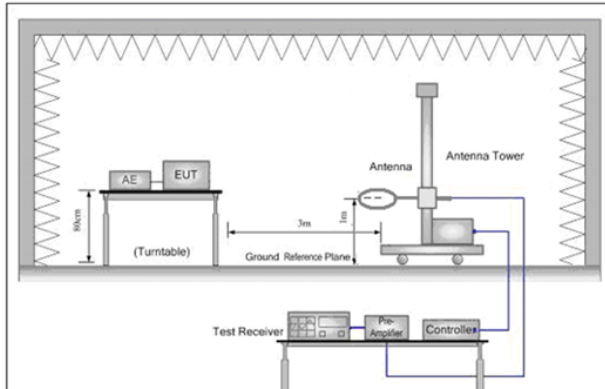 Antenna Tower
Antenna
AE
EUT
80cm
(Turntable)
3m
1m
Ground Reference Plane
Test Receiver
Pre-
Amplifier
Controller